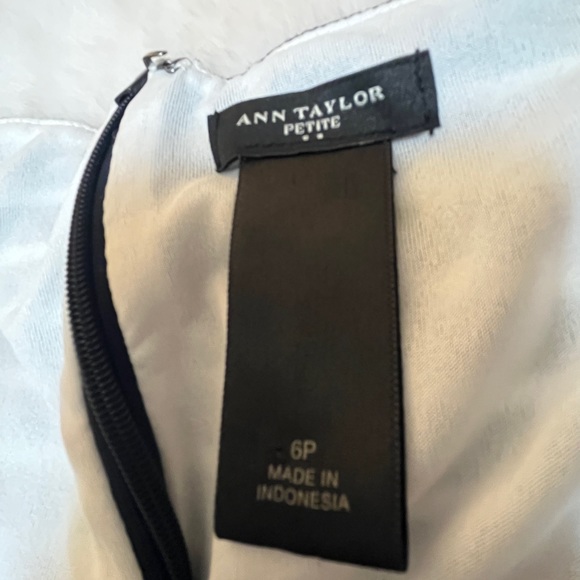 ANN TAYLOR
PETITE
6P
MADE IN
INDONESIA